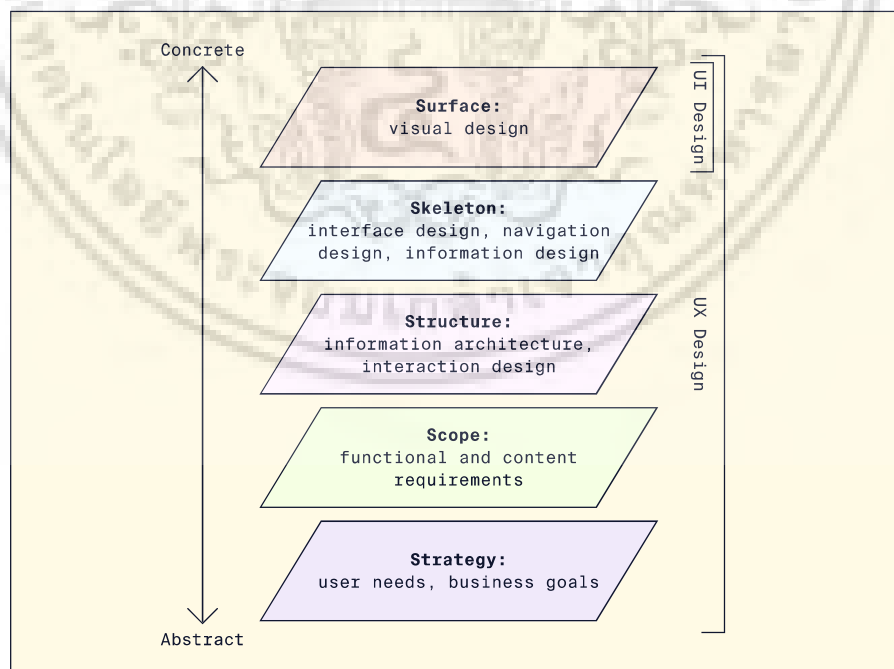 Concrete
Surface:
visual design
UI Design
Skeleton:
interface design, navigation
design, information design
Structure:
information architecture,
interaction design
UX Design
Scope:
functional and content
requirements
Strategy:
user needs, business goals
Abstract